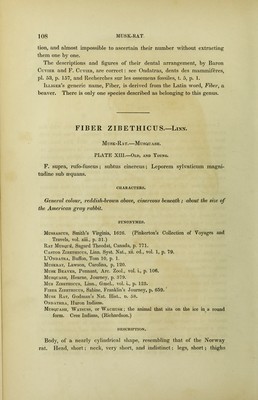 108 MUSK-RAT.
tion, and almost impossible to ascertain their number without extracting
them one by one.
The descriptions and figures of their dental arrangement, by Baron
Cuvier and F. Cuvier, are correct: see Ondatras, dents des mammifères,
pl. 53, p. 157, and Recherches sur les ossemens fossiles, t. 5, p. 1.
Illiger's generic name, Fiber, is derived from the Latin word, Fiber, a
beaver. There is only one species described as belonging to this genus.
FIBER ZIBETHICUS.—Linn.
Musk-Rat.—Musquash.
PLATE XIII.—Old, and Young.
F. supra, rufo-fuscus; subtus cinereus; Leporem sylvaticum magni-
tudine sub æquans.
CHARACTERS.
General colour, reddish-brown above, cinereous beneath; about the size of
the American gray rabbit.
SYNONYMES.
Mussascus, Smith's Virginia, 1626. (Pinkerton's Collection of Voyages and
Travels, vol. xiii., p. 31.)
Rat Musqué, Sagard Theodat, Canada, p. 771.
Castor Zibethicus, Linn. Syst. Nat., xii. ed., vol. 1, p. 79.
L'Ondatra, Buffon, Tom 10, p. 1.
Muskrat, Lawson, Carolina, p. 120.
Musk Beaver, Pennant, Arc. Zool., vol. i., p. 106.
Musquash, Hearne, Journey, p. 379.
Mus Zibethicus, Linn., Gmel., vol. i., p. 125.
Fiber Zibethicus, Sabine, Franklin's Journey, p. 659.
Musk Rat, Godman's Nat. Hist., ii. 58.
Ondathra, Huron Indians.
Musquash, Watsuss, or Wachusk; the animal that sits on the ice in a round
form. Cree Indians, (Richardson.)
DESCRIPTION.
Body, of a nearly cylindrical shape, resembling that of the Norway
rat. Head, short; neck, very short, and indistinct; legs, short; thighs